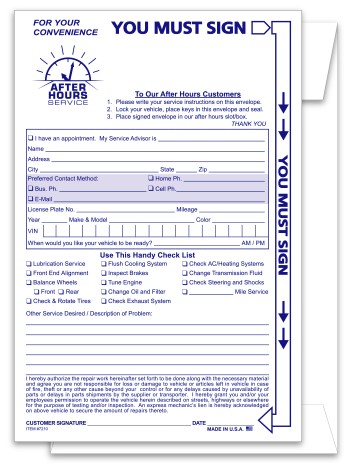 FOR YOUR
CONVENIENCE
YOU MUST SIGN
AFTER
HOURS
SERVICE
To Our After Hours Customers
1. Please write your service instructions on this envelope.
2. Lock your vehicle, place keys in this envelope and seal.
3. Place signed envelope in our after hours slot/box.
THANK YOU
I have an appointment. My Service Advisor is
Name
Address
City State Zip
Preferred Contact Method: Home Ph.
Bus. Ph. Cell Ph.
E-Mail
License Plate No. Mileage
Year Make & Model Color
VIN
When would you like your vehicle to be ready? AM / PM
YOU MUST SIGN
Use This Handy Check List
Lubrication Service Flush Cooling System Check AC/Heating Systems
Front End Alignment Inspect Brakes Change Transmission Fluid
Balance Wheels Tune Engine Check Steering and Shocks
Front Rear Change Oil and Filter Mile Service
Check & Rotate Tires Check Exhaust System
Other Service Desired / Description of Problem:
I hereby authorize the repair work hereinafter set forth to be done along with the necessary material
and agree you are not responsible for loss or damage to vehicle or articles left in vehicle in case
of fire, theft or any other cause beyond your control or for any delays caused by unavailability of
parts or delays in parts shipments by the supplier or transporter. I hereby grant you and/or your
employees permission to operate the vehicle herein described on streets, highways or elsewhere
for the purpose of testing and/or inspection. An express mechanic's lien is hereby acknowledged
on above vehicle to secure the amount of repairs thereto.
CUSTOMER SIGNATURE DATE
ITEM #7215 MADE IN U.S.A.